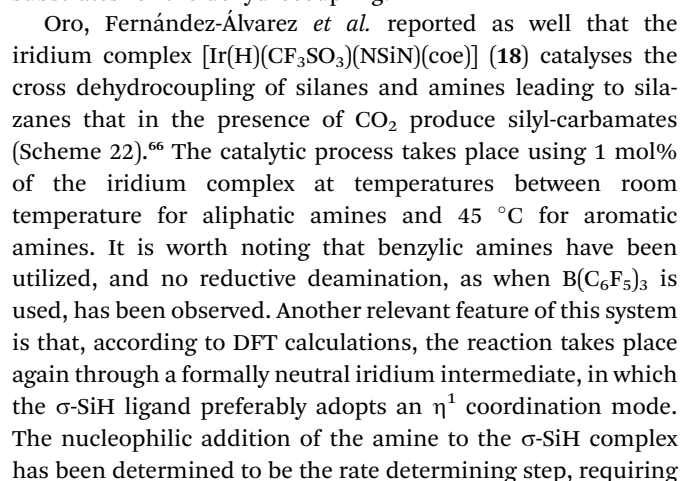 Oro, Fernández-Álvarez et al. reported as well that the
iridium complex [Ir(H)(CF₃SO₃)(NSiN)(coe)] (18) catalyses the
cross dehydrocoupling of silanes and amines leading to sila-
zanes that in the presence of CO₂ produce silyl-carbamates
(Scheme 22).⁶⁶ The catalytic process takes place using 1 mol%
of the iridium complex at temperatures between room
temperature for aliphatic amines and 45 °C for aromatic
amines. It is worth noting that benzylic amines have been
utilized, and no reductive deamination, as when B(C₆F₅)₃ is
used, has been observed. Another relevant feature of this system
is that, according to DFT calculations, the reaction takes place
again through a formally neutral iridium intermediate, in which
the σ-SiH ligand preferably adopts an η¹ coordination mode.
The nucleophilic addition of the amine to the σ-SiH complex
has been determined to be the rate determining step, requiring